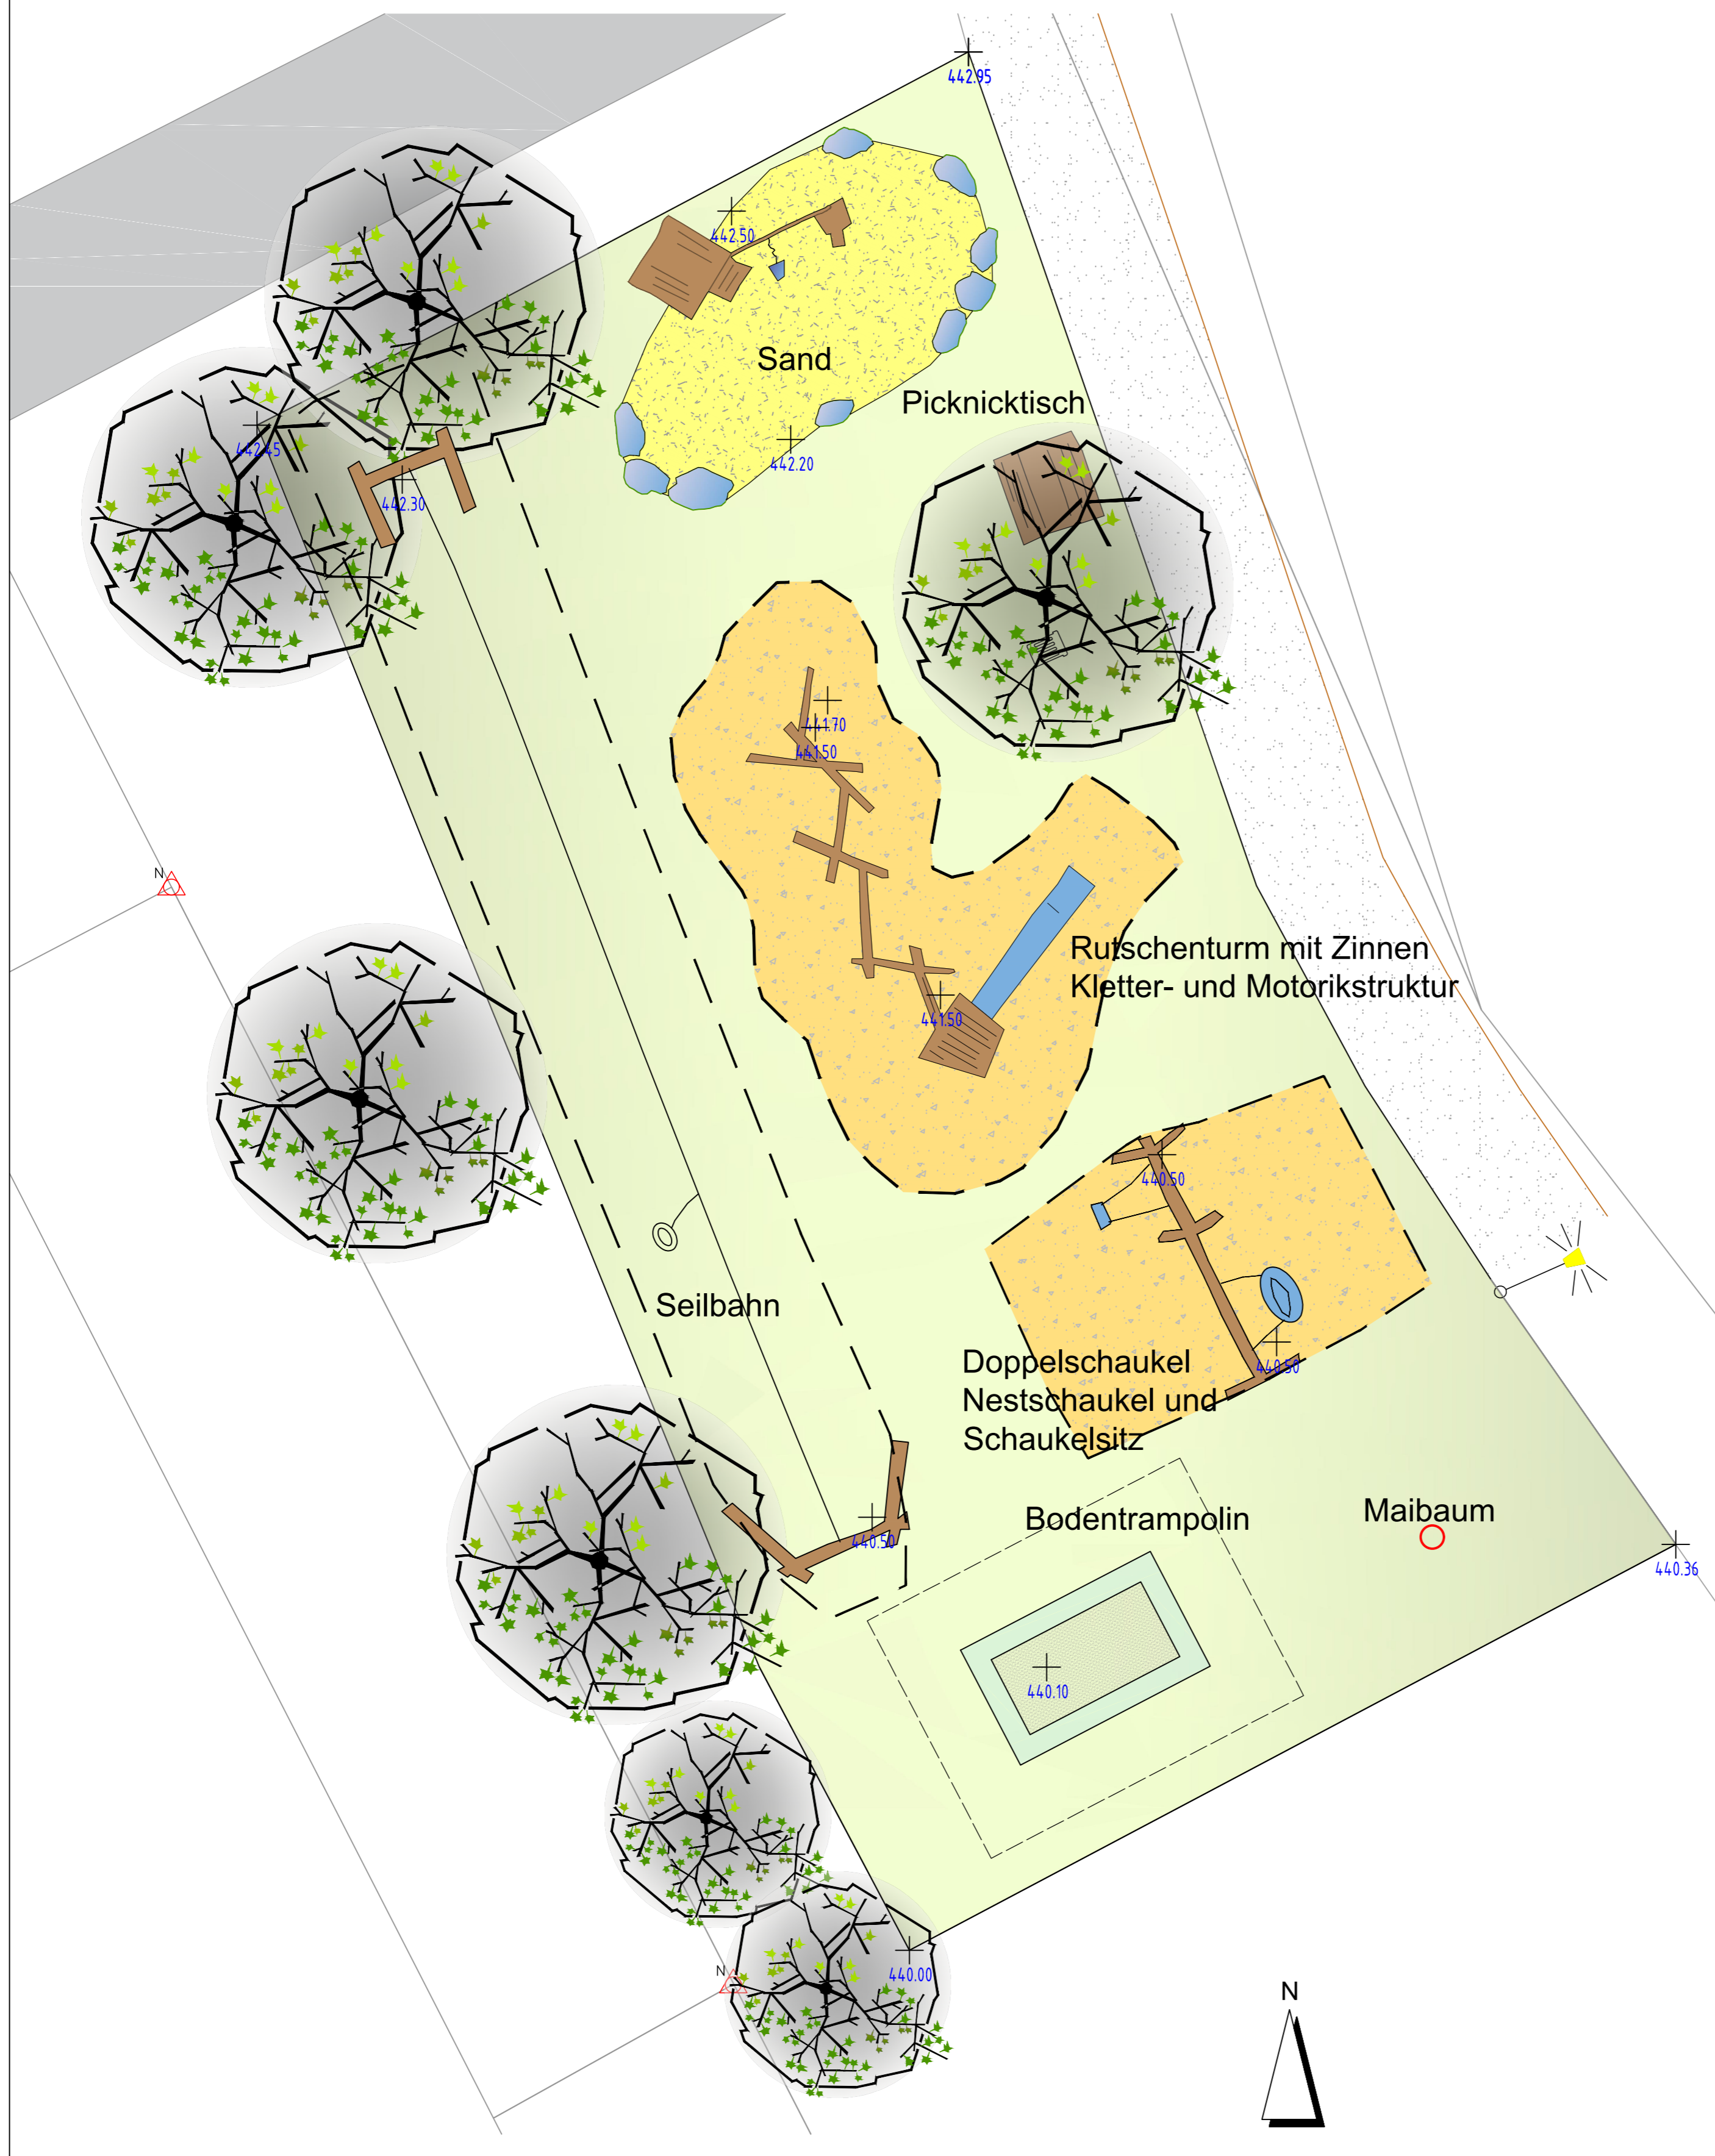 442.95
442.50
Sand
Picknicktisch
442.45
442.20
442.30
441.70
441.50
N
Rutschenturm mit Zinnen
Kletter- und Motorikstruktur
441.50
440.50
Seilbahn
Doppelschaukel
Nestschaukel und
Schaukelsitz
440.50
Bodentrampolin
Maibaum
440.50
440.36
440.10
440.00
N
N